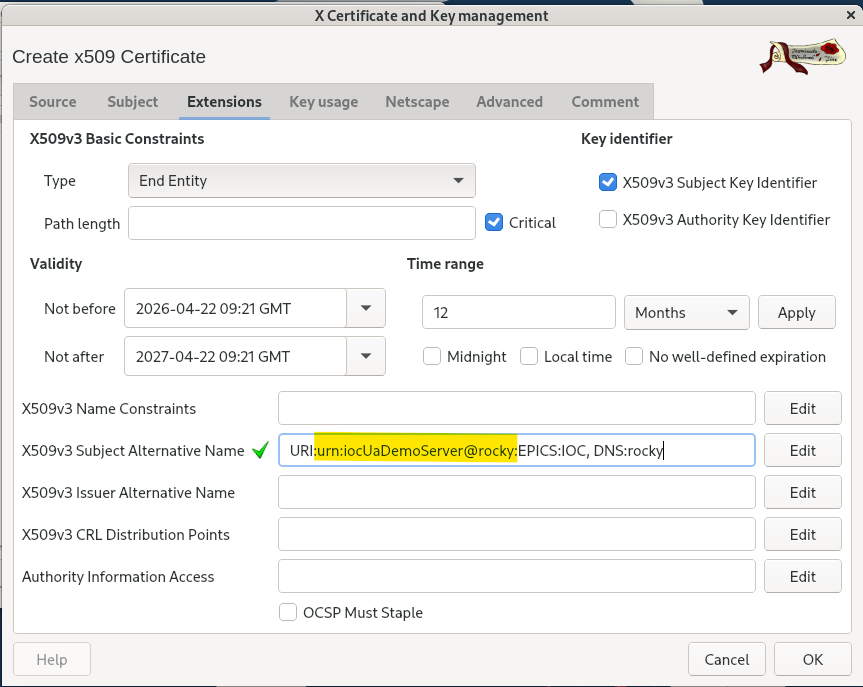 X Certificate and Key management
Create x509 Certificate
Source Subject Extensions Key usage Netscape Advanced Comment
X509v3 Basic Constraints Key identifier
Type End Entity X509v3 Subject Key Identifier
Path length Critical X509v3 Authority Key Identifier
Validity Time range
Not before 2026-04-22 09:21 GMT 12 Months Apply
Not after 2027-04-22 09:21 GMT Midnight Local time No well-defined expiration
X509v3 Name Constraints Edit
X509v3 Subject Alternative Name URI:urn:iocUaDemoServer@rocky:EPICS:IOC, DNS:rocky Edit
X509v3 Issuer Alternative Name Edit
X509v3 CRL Distribution Points Edit
Authority Information Access Edit
OCSP Must Staple
Help Cancel OK